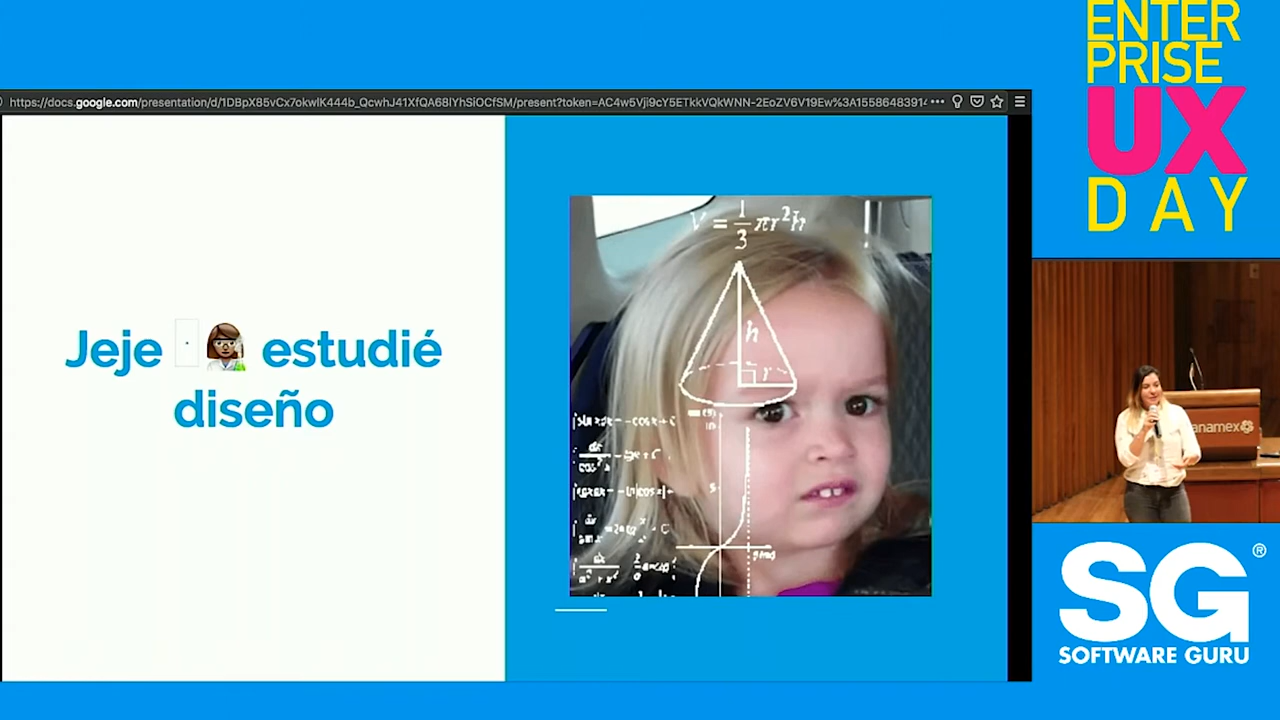 ENTER
PRISE
UX
DAY
https://docs.google.com/presentation/d/1DBpX85vCx7okwlK444b_QcwhJ41XfQA68lYhSiOCfSM/present?token=AC4w5Vji9cY5ETkkVQkWNN-2EoZV6V19Ew%3A1558648391
Jeje estudié
diseño
V = 1/3 πr²h
h
r
anamex
SG®
SOFTWARE GURU